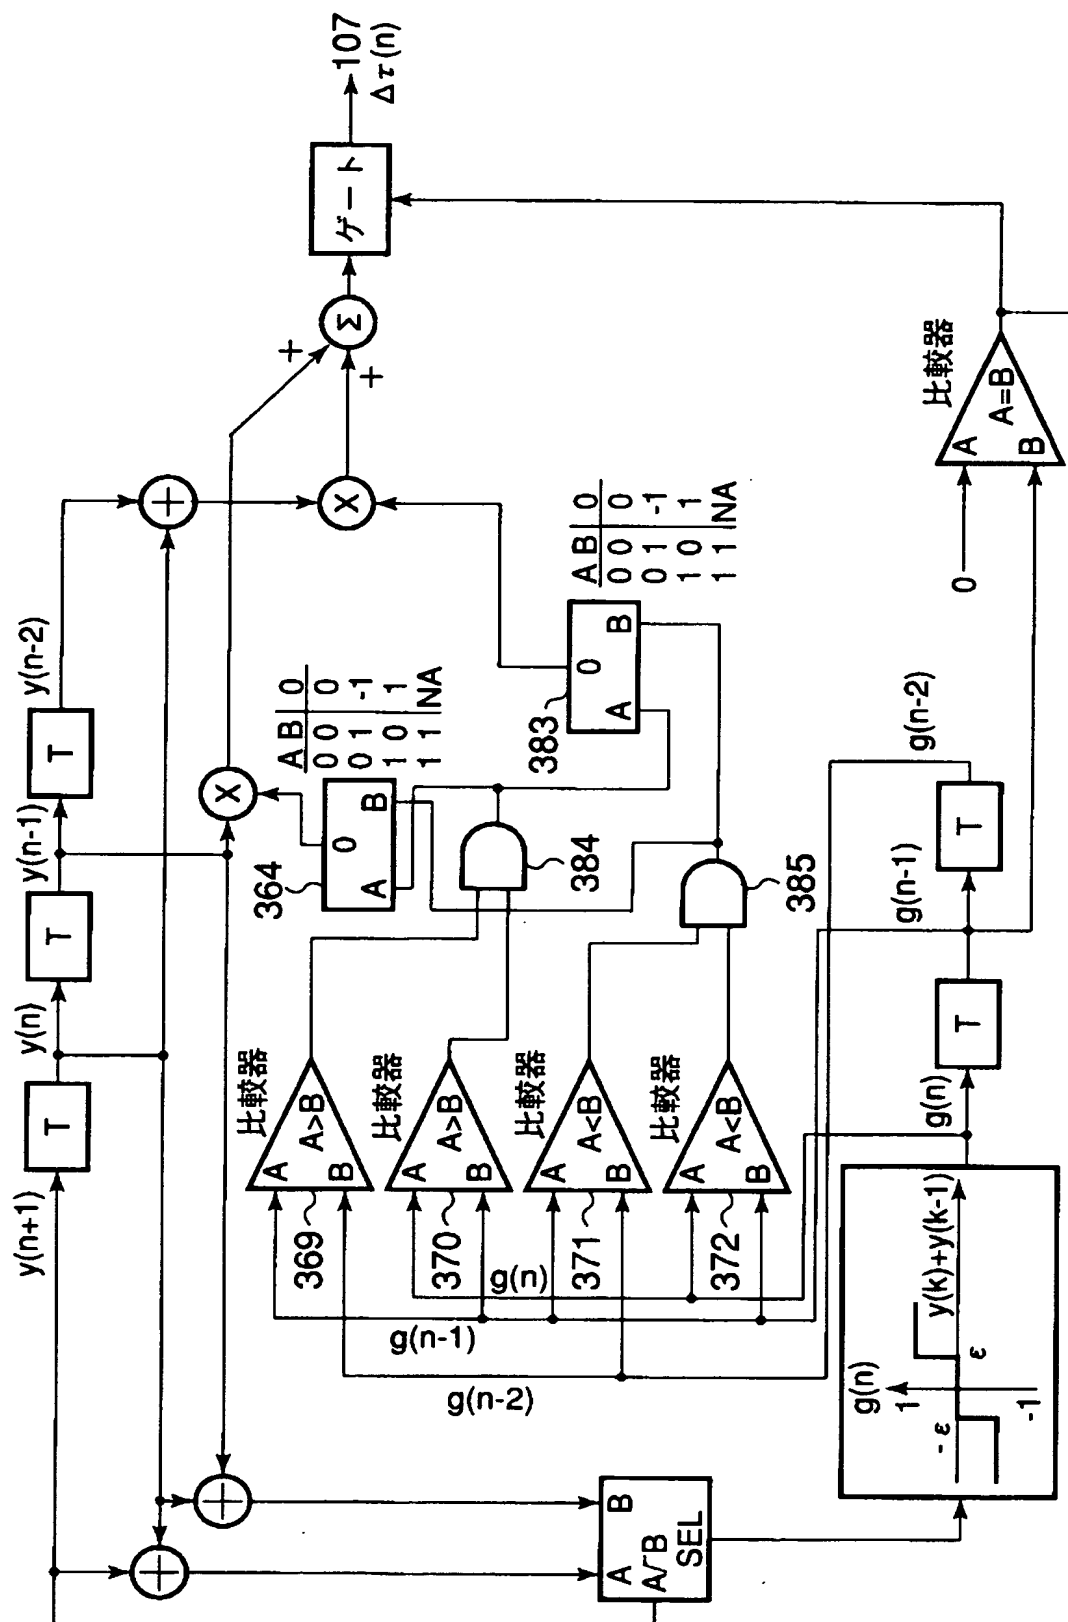 y(n+1)
T
y(n)
T
y(n-1)
T
y(n-2)
+
+
Σ
ゲート
107
Δτ(n)
X
X
364
A
B
0
A B 0
0 0 0
0 1 -1
1 0 1
1 1 NA
383
A
B
0
A B 0
0 0 0
0 1 -1
1 0 1
1 1 NA
384
385
比較器
A
B
A>B
369
比較器
A
B
A>B
370
比較器
A
B
A<B
371
比較器
A
B
A<B
372
g(n)
g(n-1)
g(n-2)
g(n)
T
g(n-1)
T
g(n-2)
0
比較器
A
B
A=B
A
B
A/B
SEL
g(n)
1
-1
ε
-ε
y(k)+y(k-1)